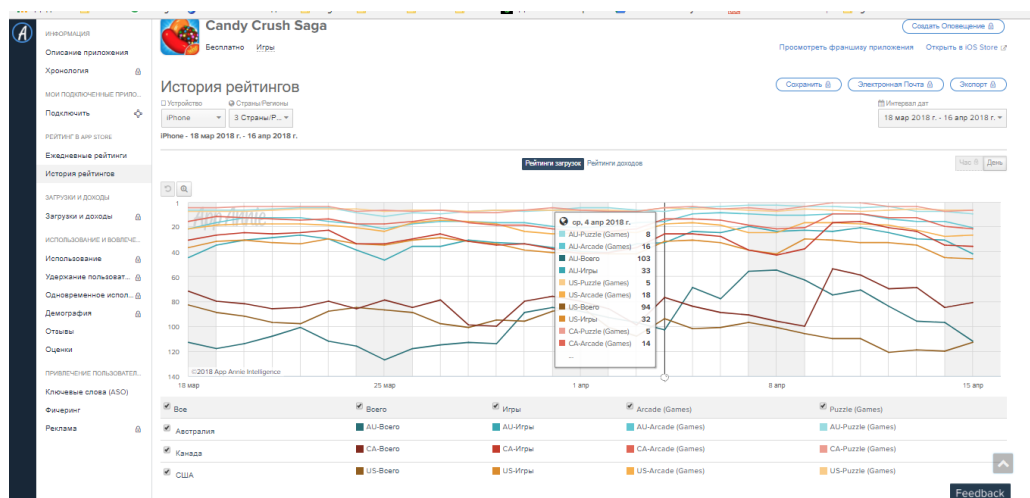 Candy Crush Saga
Бесплатно Игры
Создать Оповещение
Просмотреть франшизу приложения Открыть в iOS Store
ИНФОРМАЦИЯ
Описание приложения
Хронология
МОИ ПОДКЛЮЧЕННЫЕ ПРИЛО...
Подключить
РЕЙТИНГ В APP STORE
Ежедневные рейтинги
История рейтингов
ЗАГРУЗКИ И ДОХОДЫ
Загрузки и доходы
ИСПОЛЬЗОВАНИЕ И ВОВЛЕЧЕ...
Использование
Удержание пользоват...
Одновременное испол...
Демография
Отзывы
Оценки
ПРИВЛЕЧЕНИЕ ПОЛЬЗОВАТЕЛ...
Ключевые слова (ASO)
Фичеринг
Реклама
История рейтингов
Сохранить Электронная Почта Экспорт
Устройство Страны/Регионы Интервал дат
iPhone 3 Страны/Р... 18 мар 2018 г. - 16 апр 2018 г.
iPhone - 18 мар 2018 г. - 16 апр 2018 г.
Рейтинги загрузок Рейтинги доходов
Час День
App Annie
1
20
40
60
80
100
120
140
ср, 4 апр 2018 г.
AU-Puzzle (Games) 8
AU-Arcade (Games) 16
AU-Всего 103
AU-Игры 33
US-Puzzle (Games) 5
US-Arcade (Games) 18
US-Всего 94
US-Игры 32
CA-Puzzle (Games) 5
CA-Arcade (Games) 14
...
©2018 App Annie Intelligence
18 мар 25 мар 1 апр 8 апр 15 апр
Все Всего Игры Arcade (Games) Puzzle (Games)
Австралия AU-Всего AU-Игры AU-Arcade (Games) AU-Puzzle (Games)
Канада CA-Всего CA-Игры CA-Arcade (Games) CA-Puzzle (Games)
США US-Всего US-Игры US-Arcade (Games) US-Puzzle (Games)
Feedback